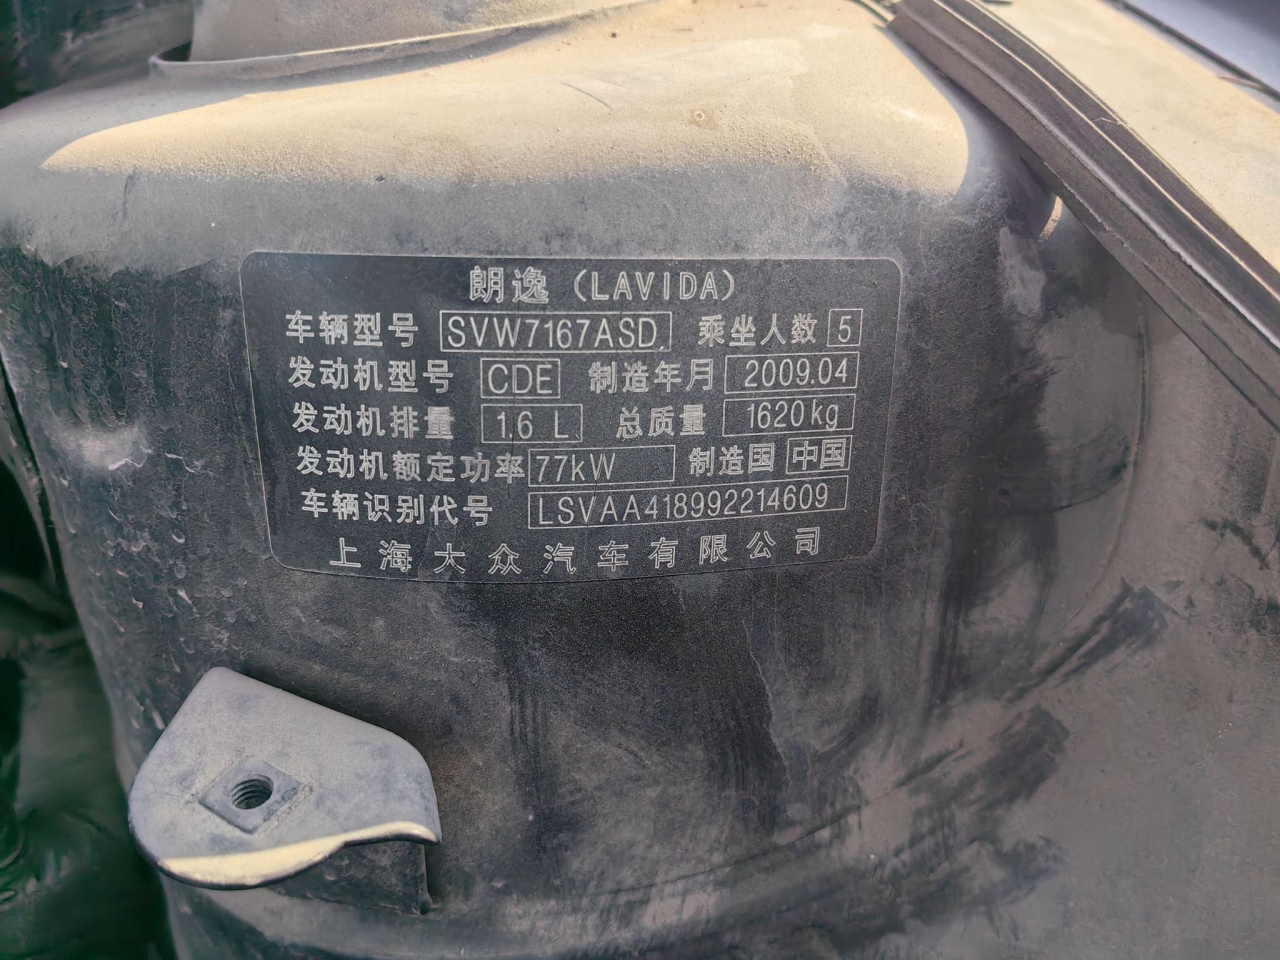 朗逸（LAVIDA）
车辆型号 SVW7167ASD 乘坐人数 5
发动机型号 CDE 制造年月 2009.04
发动机排量 1.6 L 总质量 1620kg
发动机额定功率 77kW 制造国 中国
车辆识别代号 LSVAA418992214609
上海大众汽车有限公司